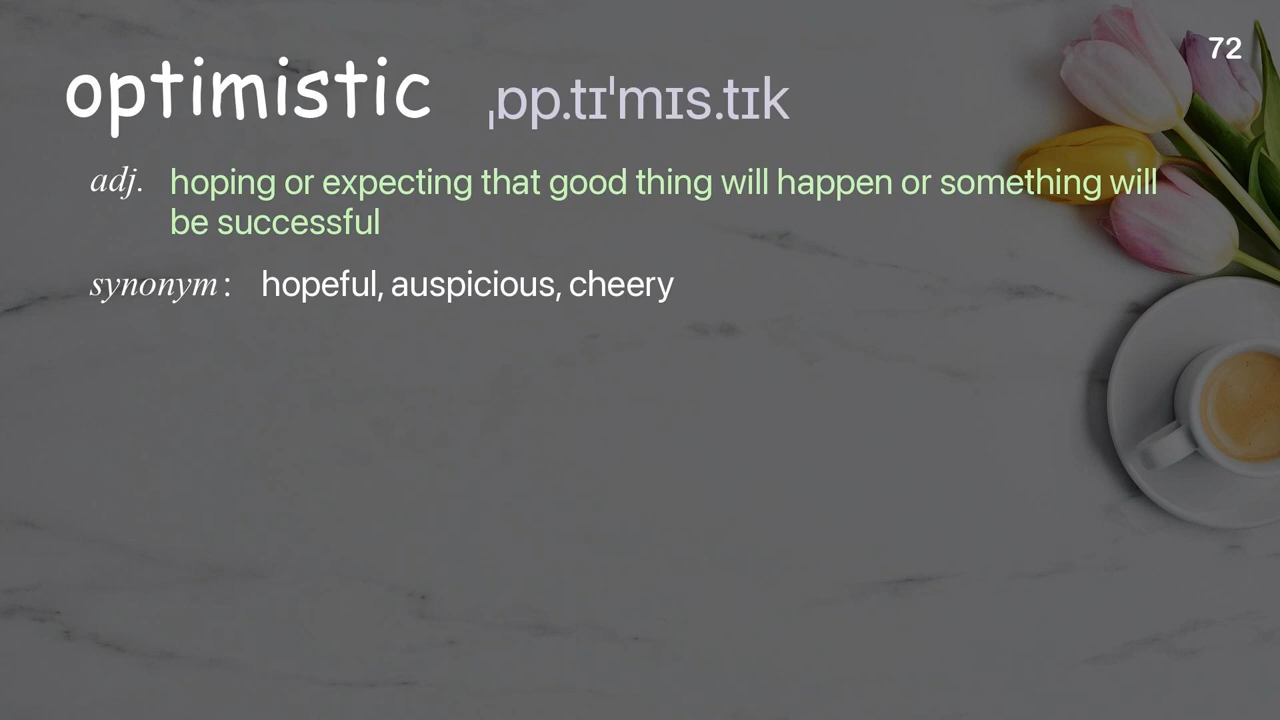 72
optimistic ˌɒp.tɪˈmɪs.tɪk
adj. hoping or expecting that good thing will happen or something will
be successful
synonym : hopeful, auspicious, cheery